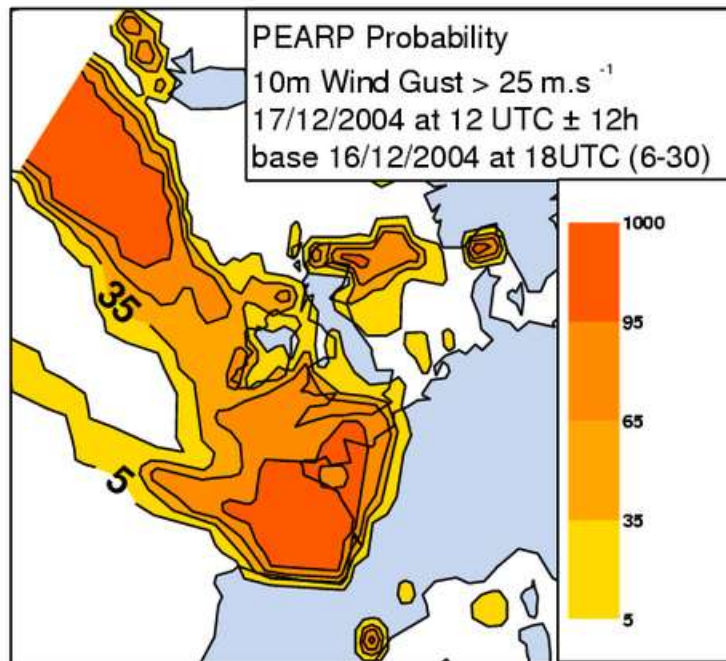 PEARP Probability
10m Wind Gust > 25 m.s ⁻¹
17/12/2004 at 12 UTC ± 12h
base 16/12/2004 at 18UTC (6-30)
1000
95
65
35
5
35
5